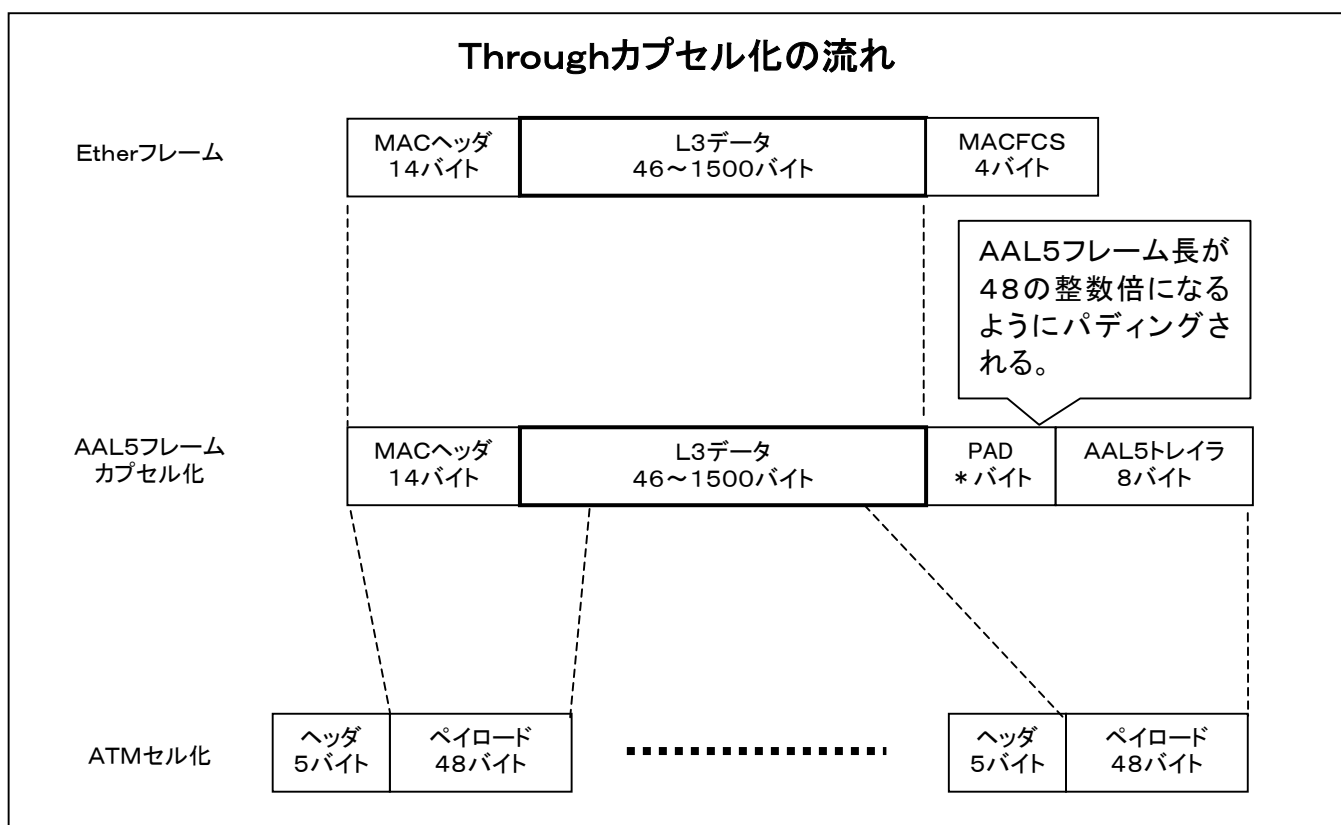 Throughカプセル化の流れ
Etherフレーム
MACヘッダ
14バイト
L3データ
46~1500バイト
MACFCS
4バイト
AAL5フレーム長が
48の整数倍になる
ようにパディングさ
れる。
AAL5フレーム
カプセル化
MACヘッダ
14バイト
L3データ
46~1500バイト
PAD
*バイト
AAL5トレイラ
8バイト
ATMセル化
ヘッダ
5バイト
ペイロード
48バイト
ヘッダ
5バイト
ペイロード
48バイト